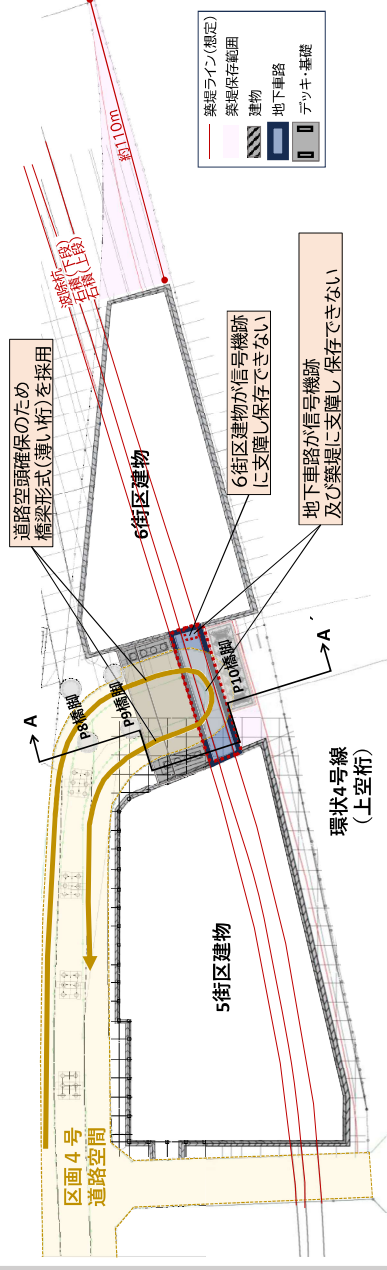 築堤ライン(想定)
築堤保存範囲
建物
地下車路
デッキ・基礎
約110m
波除杭
石積(下段)
石積(上段)
道路空頭確保のため
橋梁形式(薄い桁)を採用
6街区建物が信号機跡
に支障し保存できない
地下車路が信号機跡
及び築堤に支障し 保存できない
6街区建物
P8橋脚
P9橋脚
P10橋脚
A
A
環状4号線
(上空桁)
5街区建物
区画4号
道路空間